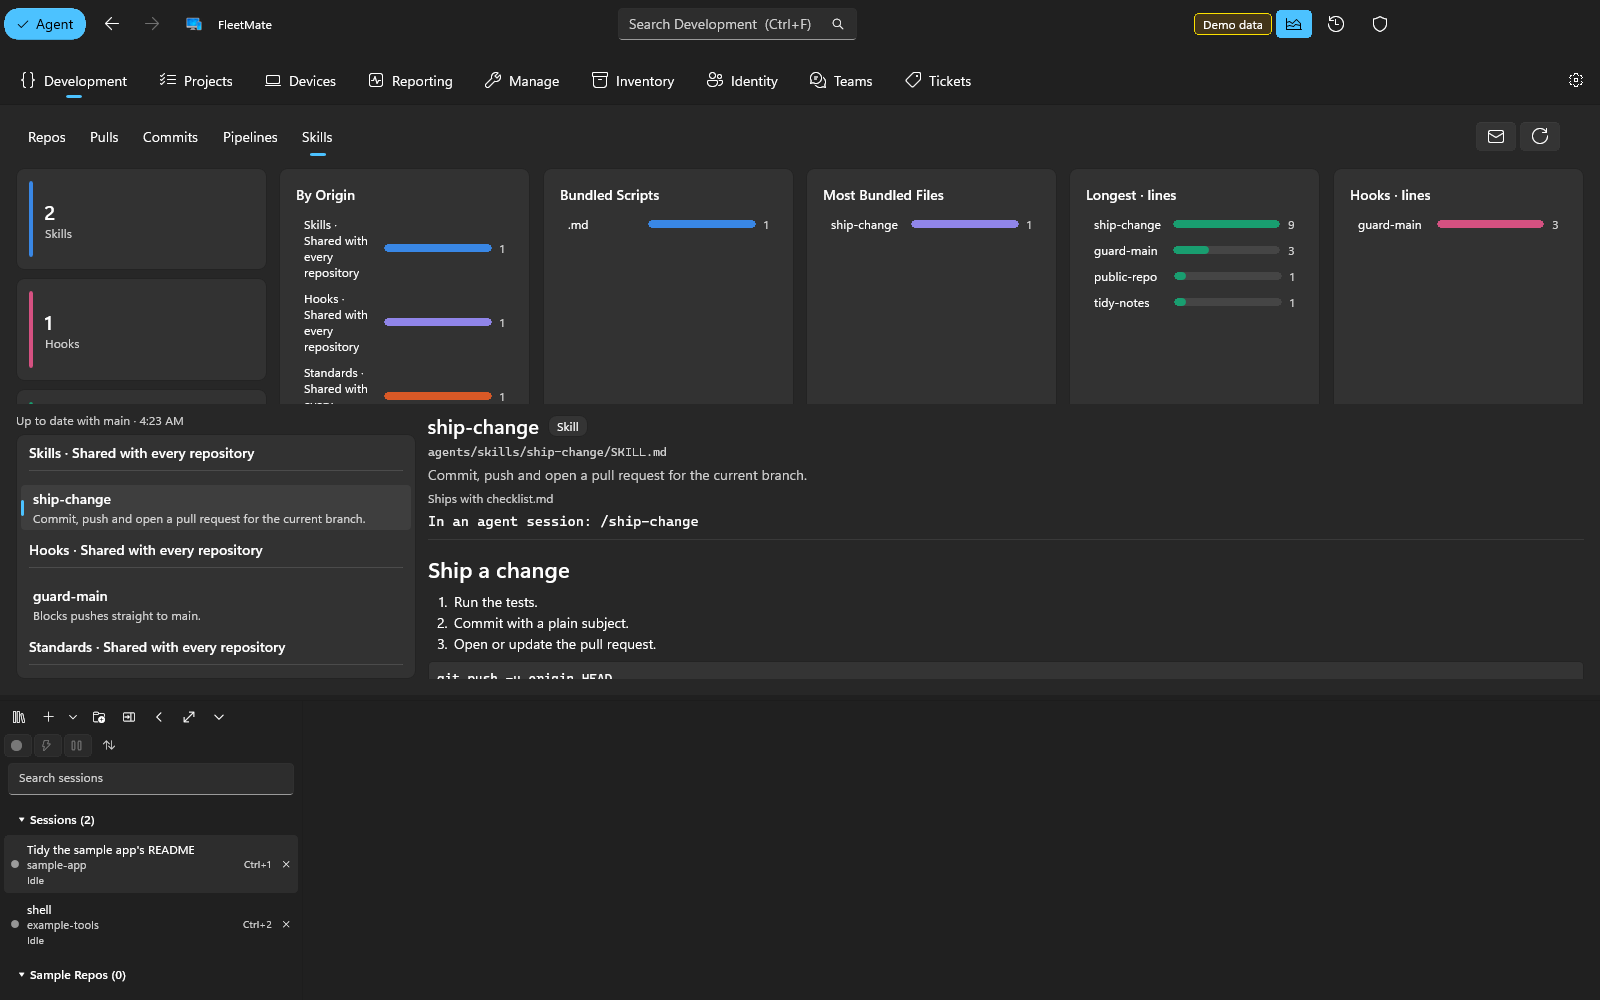 Agent
FleetMate
Search Development (Ctrl+F)
Demo data
Development
Projects
Devices
Reporting
Manage
Inventory
Identity
Teams
Tickets
Repos
Pulls
Commits
Pipelines
Skills
2
Skills
1
Hooks
By Origin
Skills ·
Shared with
every
repository
1
Hooks ·
Shared with
every
repository
1
Standards ·
Shared with
1
Bundled Scripts
.md 1
Most Bundled Files
ship-change 1
Longest · lines
ship-change 9
guard-main 3
public-repo 1
tidy-notes 1
Hooks · lines
guard-main 3
Up to date with main · 4:23 AM
Skills · Shared with every repository
ship-change
Commit, push and open a pull request for the current branch.
Hooks · Shared with every repository
guard-main
Blocks pushes straight to main.
Standards · Shared with every repository
ship-change Skill
agents/skills/ship-change/SKILL.md
Commit, push and open a pull request for the current branch.
Ships with checklist.md
In an agent session: /ship-change
Ship a change
1. Run the tests.
2. Commit with a plain subject.
3. Open or update the pull request.
git push -u origin HEAD
Search sessions
Sessions (2)
Tidy the sample app's README
sample-app Ctrl+1
Idle
shell
example-tools Ctrl+2
Idle
Sample Repos (0)